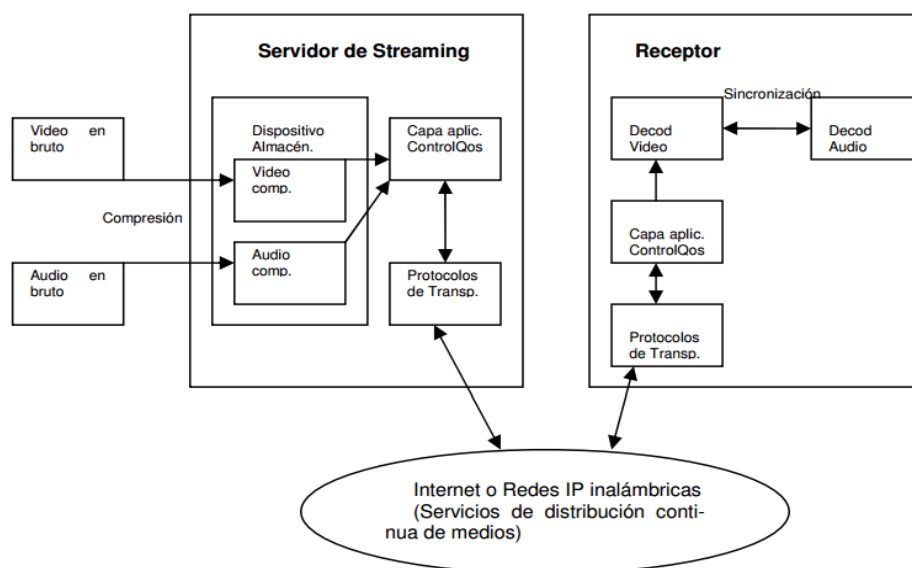 Servidor de Streaming
Receptor
Video en
bruto
Compresión
Audio en
bruto
Dispositivo
Almacén.
Video
comp.
Audio
comp.
Capa aplic.
ControlQos
Protocolos
de Transp.
Sincronización
Decod
Video
Decod
Audio
Capa aplic.
ControlQos
Protocolos
de Transp.
Internet o Redes IP inalámbricas
(Servicios de distribución conti-
nua de medios)